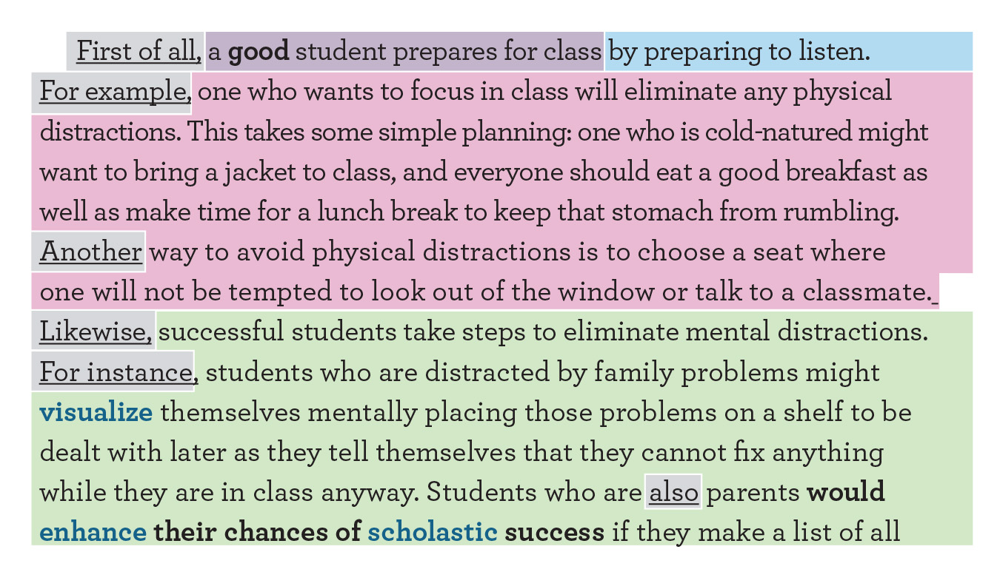 First of all, a good student prepares for class by preparing to listen.
For example, one who wants to focus in class will eliminate any physical
distractions. This takes some simple planning: one who is cold-natured might
want to bring a jacket to class, and everyone should eat a good breakfast as
well as make time for a lunch break to keep that stomach from rumbling.
Another way to avoid physical distractions is to choose a seat where
one will not be tempted to look out of the window or talk to a classmate.
Likewise, successful students take steps to eliminate mental distractions.
For instance, students who are distracted by family problems might
visualize themselves mentally placing those problems on a shelf to be
dealt with later as they tell themselves that they cannot fix anything
while they are in class anyway. Students who are also parents would
enhance their chances of scholastic success if they make a list of all